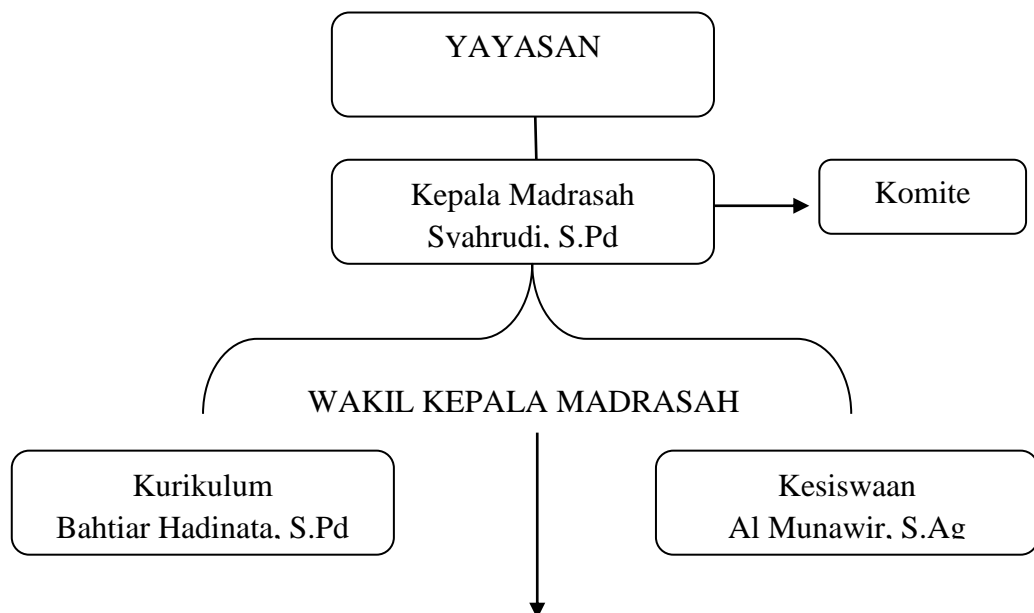 YAYASAN
Kepala Madrasah
Syahrudi, S.Pd
Komite
WAKIL KEPALA MADRASAH
Kurikulum
Bahtiar Hadinata, S.Pd
Kesiswaan
Al Munawir, S.Ag